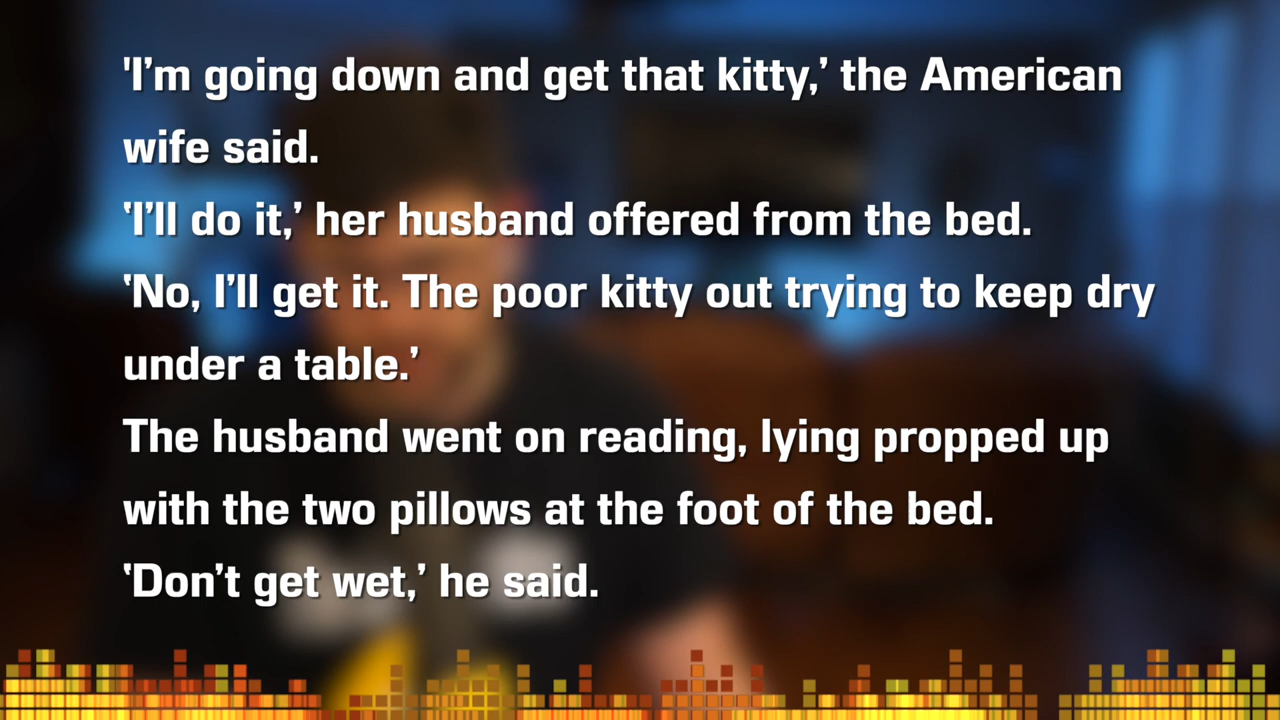 'I’m going down and get that kitty,’ the American
wife said.
‘I’ll do it,’ her husband offered from the bed.
‘No, I’ll get it. The poor kitty out trying to keep dry
under a table.’
The husband went on reading, lying propped up
with the two pillows at the foot of the bed.
‘Don’t get wet,’ he said.